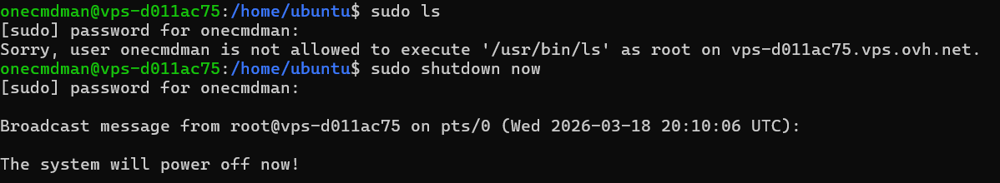 onecmdman@vps-d011ac75:/home/ubuntu$ sudo ls
[sudo] password for onecmdman:
Sorry, user onecmdman is not allowed to execute '/usr/bin/ls' as root on vps-d011ac75.vps.ovh.net.
onecmdman@vps-d011ac75:/home/ubuntu$ sudo shutdown now
[sudo] password for onecmdman:
Broadcast message from root@vps-d011ac75 on pts/0 (Wed 2026-03-18 20:10:06 UTC):
The system will power off now!